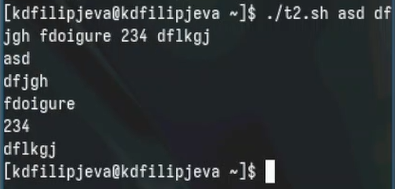 [kdfilipjeva@kdfilipjeva ~]$ ./t2.sh asd df
jgh fdoigure 234 dflkgj
asd
dfjgh
fdoigure
234
dflkgj
[kdfilipjeva@kdfilipjeva ~]$